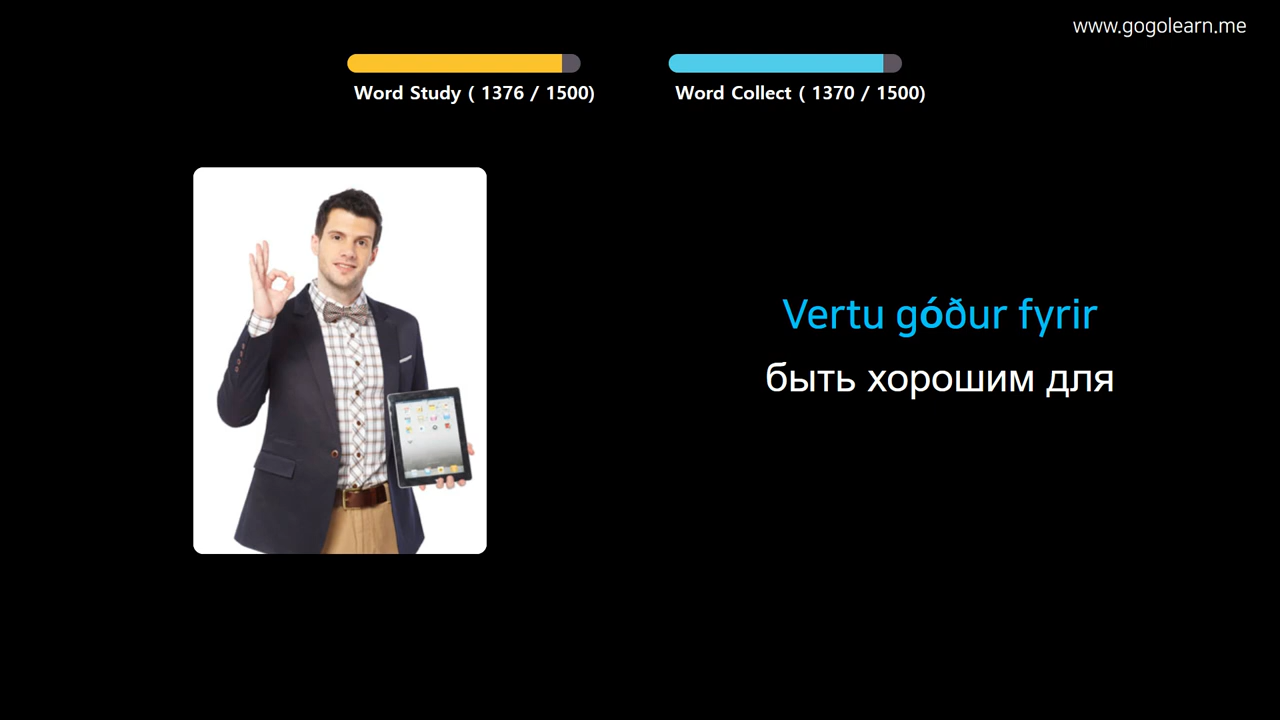 www.gogolearn.me
Word Study ( 1376 / 1500)
Word Collect ( 1370 / 1500)
Vertu góður fyrir
быть хорошим для